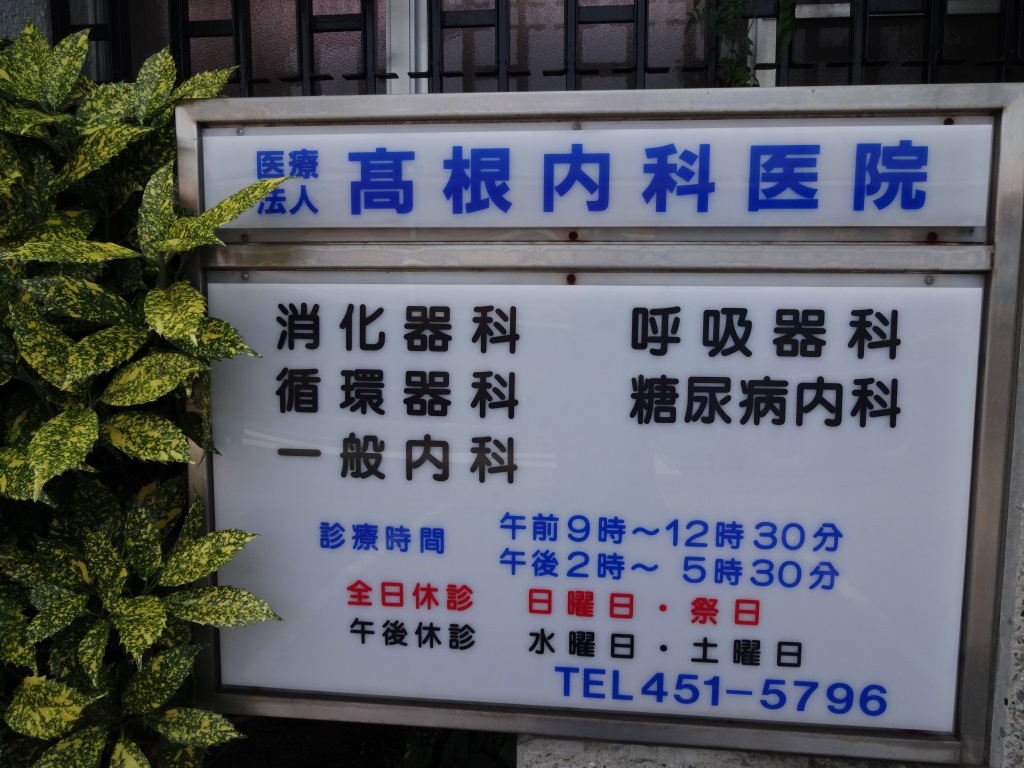 医療法人 髙根内科医院
消化器科 呼吸器科
循環器科 糖尿病内科
一般内科
診療時間 午前9時～12時30分
午後2時～ 5時30分
全日休診 日曜日・祭日
午後休診 水曜日・土曜日
TEL451-5796